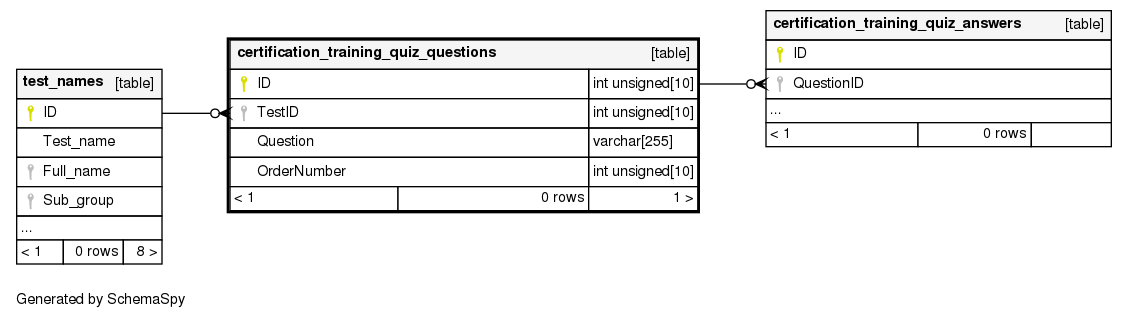 certification_training_quiz_answers [table]
ID
QuestionID
...
< 1 0 rows
certification_training_quiz_questions [table]
ID int unsigned[10]
TestID int unsigned[10]
Question varchar[255]
OrderNumber int unsigned[10]
< 1 0 rows 1 >
test_names [table]
ID
Test_name
Full_name
Sub_group
...
< 1 0 rows 8 >
Generated by SchemaSpy